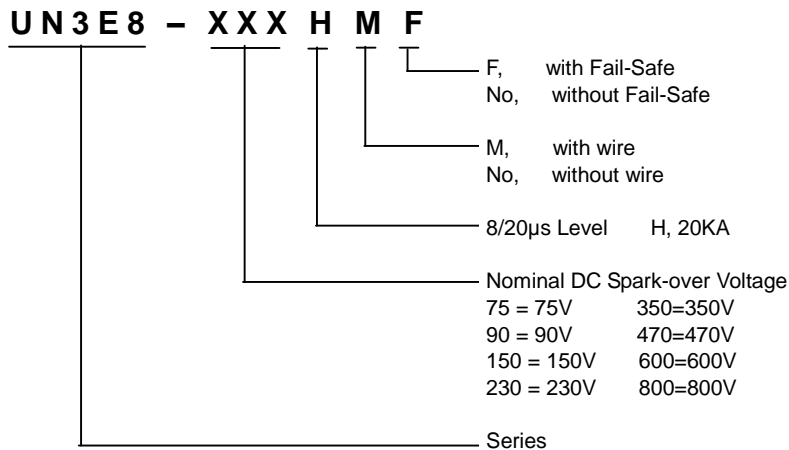 UN3E8 – XXX H M F
F, with Fail-Safe
No, without Fail-Safe
M, with wire
No, without wire
8/20µs Level H, 20KA
Nominal DC Spark-over Voltage
75 = 75V 350=350V
90 = 90V 470=470V
150 = 150V 600=600V
230 = 230V 800=800V
Series